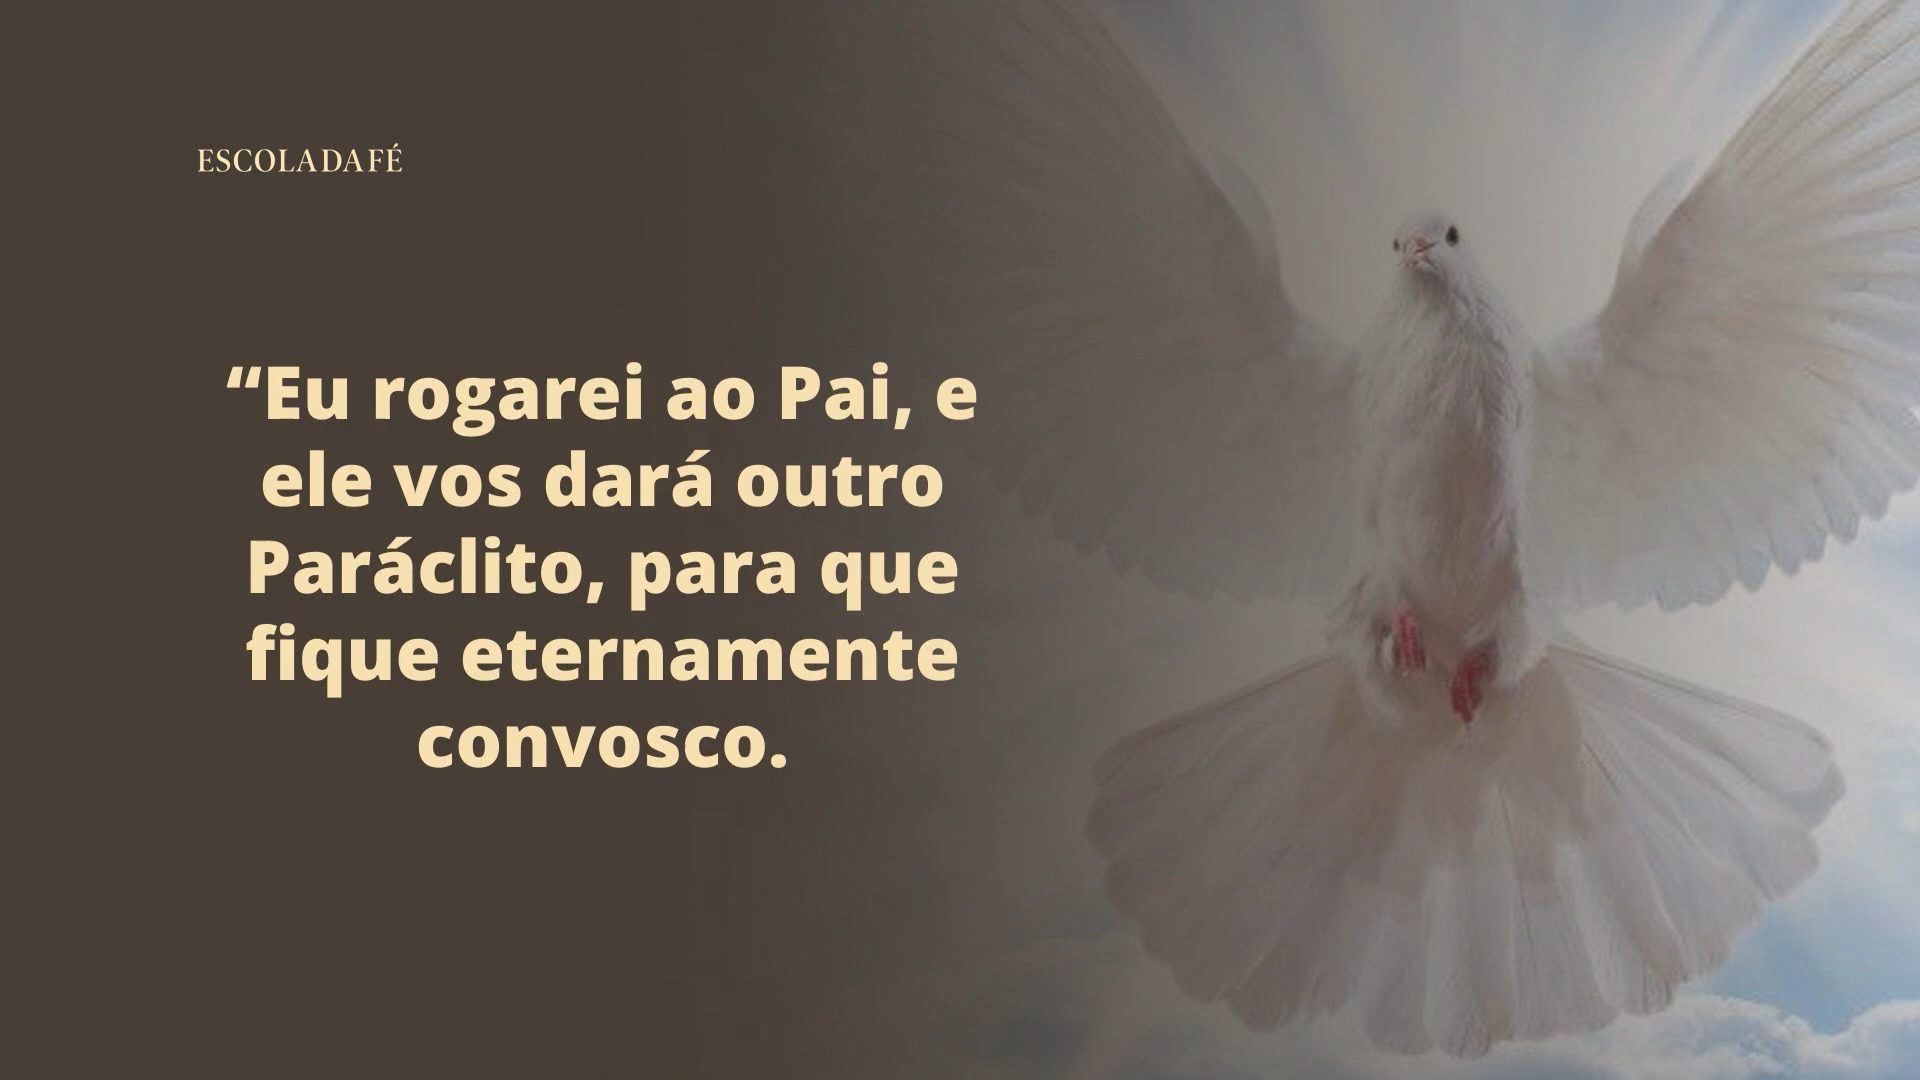 ESCOLADAFÉ
“Eu rogarei ao Pai, e
ele vos dará outro
Paráclito, para que
fique eternamente
convosco.